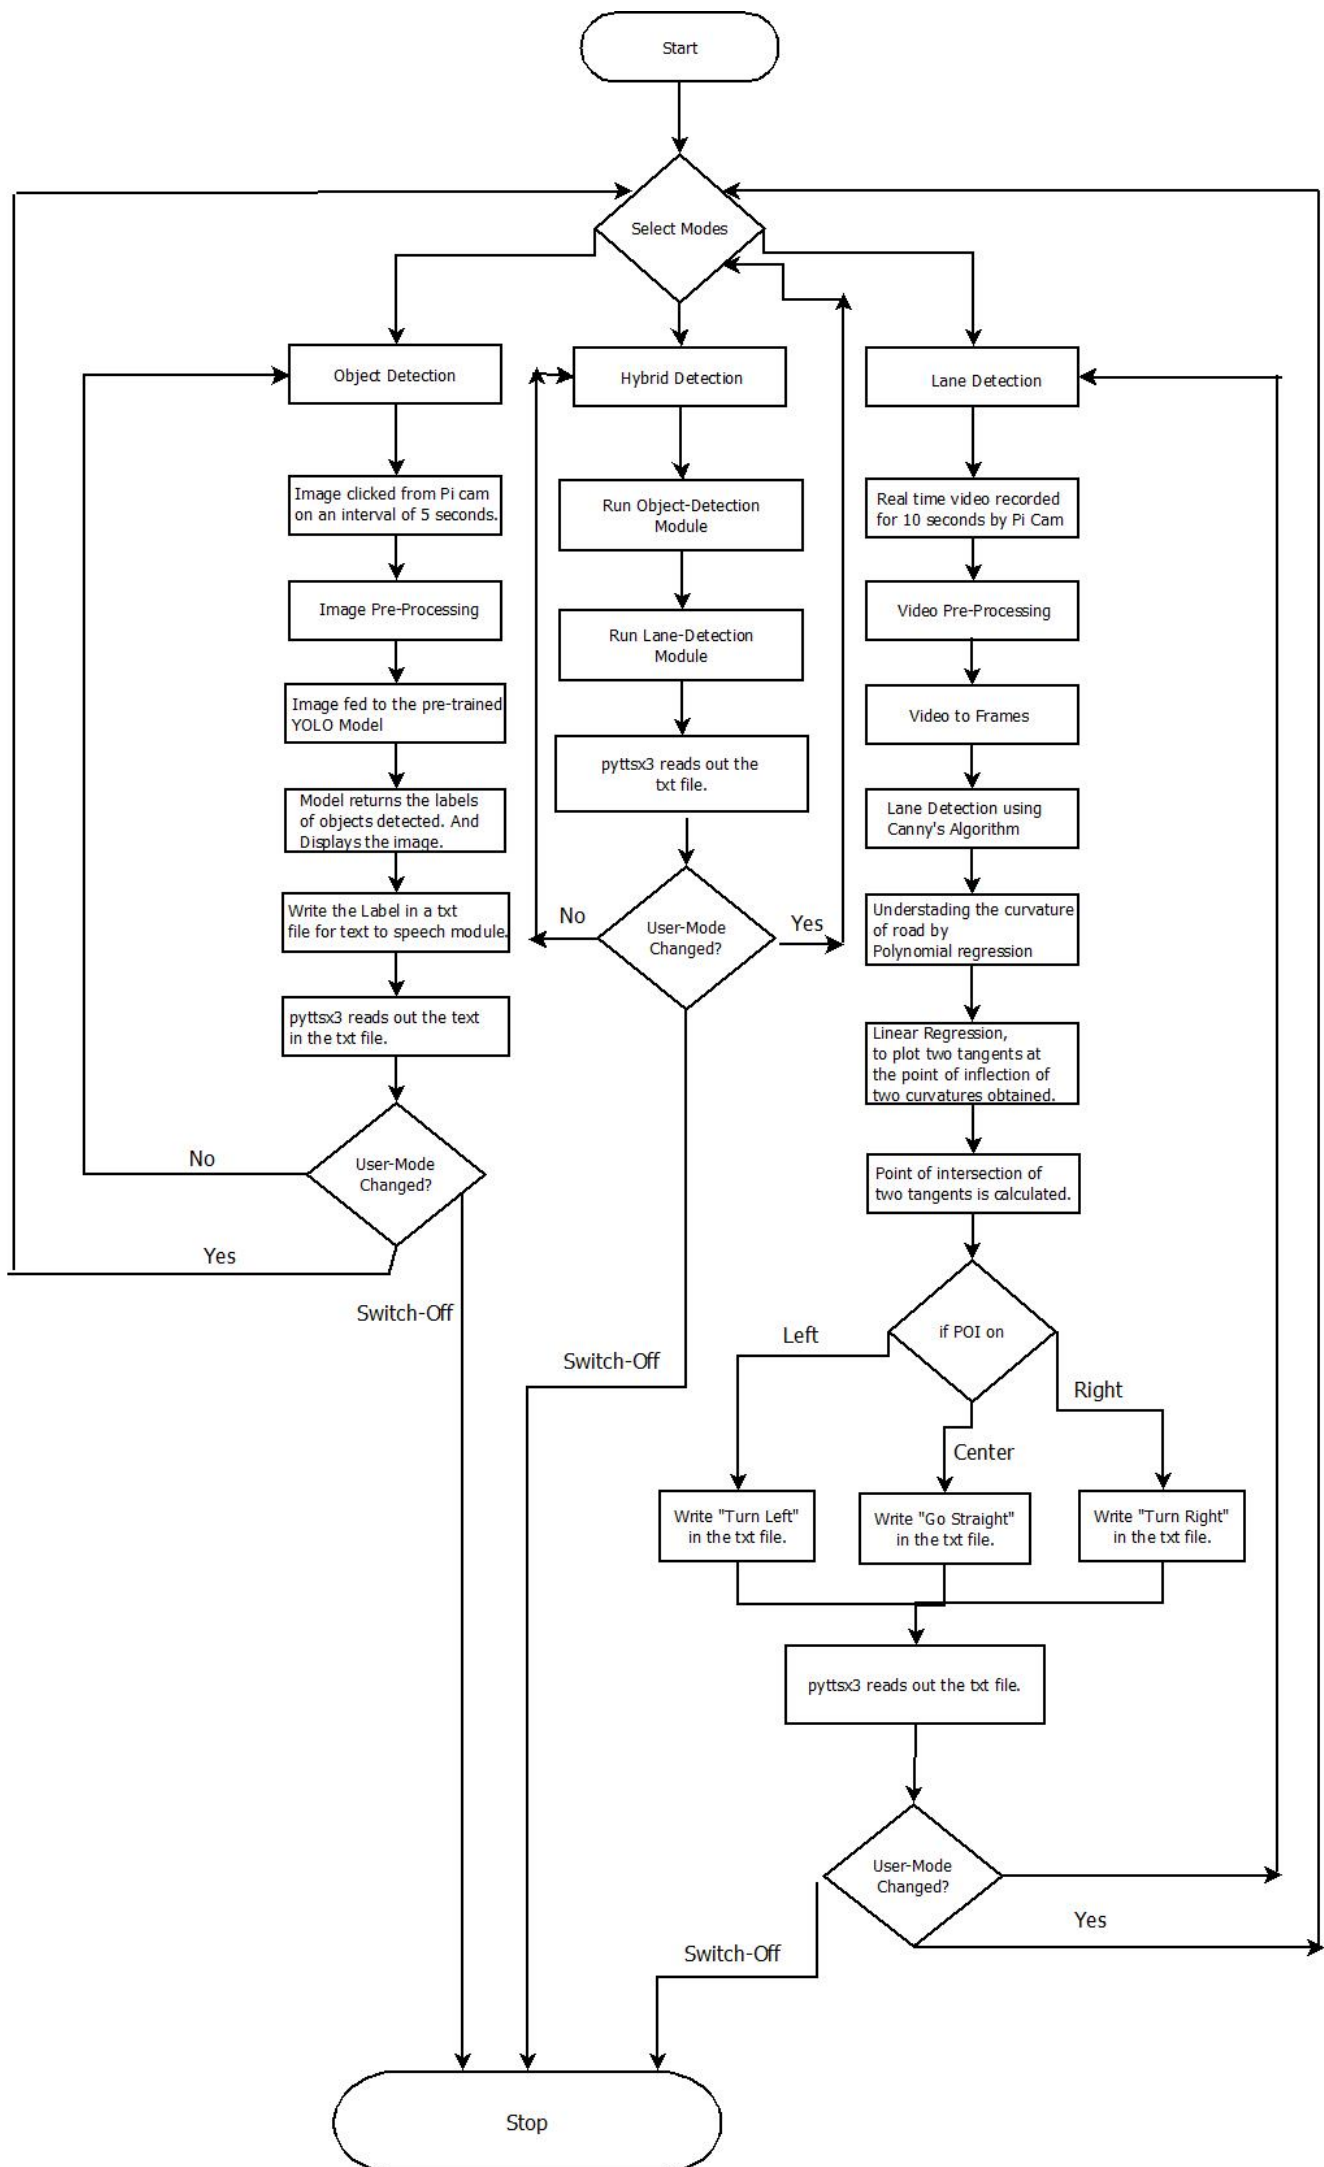 Start
Select Modes
Object Detection
Image clicked from Pi cam
on an interval of 5 seconds.
Image Pre-Processing
Image fed to the pre-trained
YOLO Model
Model returns the labels
of objects detected. And
Displays the image.
Write the Label in a txt
file for text to speech module.
pyttsx3 reads out the text
in the txt file.
User-Mode
Changed?
No
Yes
Switch-Off
Hybrid Detection
Run Object-Detection
Module
Run Lane-Detection
Module
pyttsx3 reads out the
txt file.
User-Mode
Changed?
No
Yes
Switch-Off
Lane Detection
Real time video recorded
for 10 seconds by Pi Cam
Video Pre-Processing
Video to Frames
Lane Detection using
Canny's Algorithm
Understading the curvature
of road by
Polynomial regression
Linear Regression,
to plot two tangents at
the point of inflection of
two curvatures obtained.
Point of intersection of
two tangents is calculated.
if POI on
Left
Center
Right
Write "Turn Left"
in the txt file.
Write "Go Straight"
in the txt file.
Write "Turn Right"
in the txt file.
pyttsx3 reads out the txt file.
User-Mode
Changed?
Yes
Switch-Off
Stop